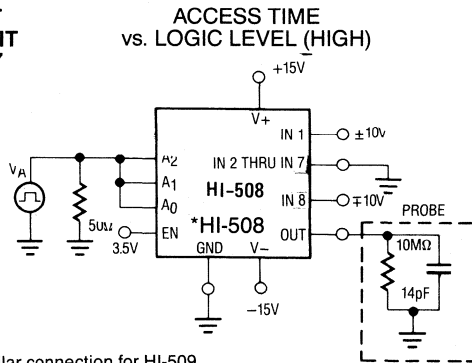 ACCESS TIME
vs. LOGIC LEVEL (HIGH)
+15V
V+
IN 1 ±10V
VA
A2
IN 2 THRU IN 7
A1
HI-508
A0
IN 8 ∓10V
50Ω
*HI-508
PROBE
3.5V
EN
OUT
GND
V−
10MΩ
14pF
−15V
lar connection for HI-509